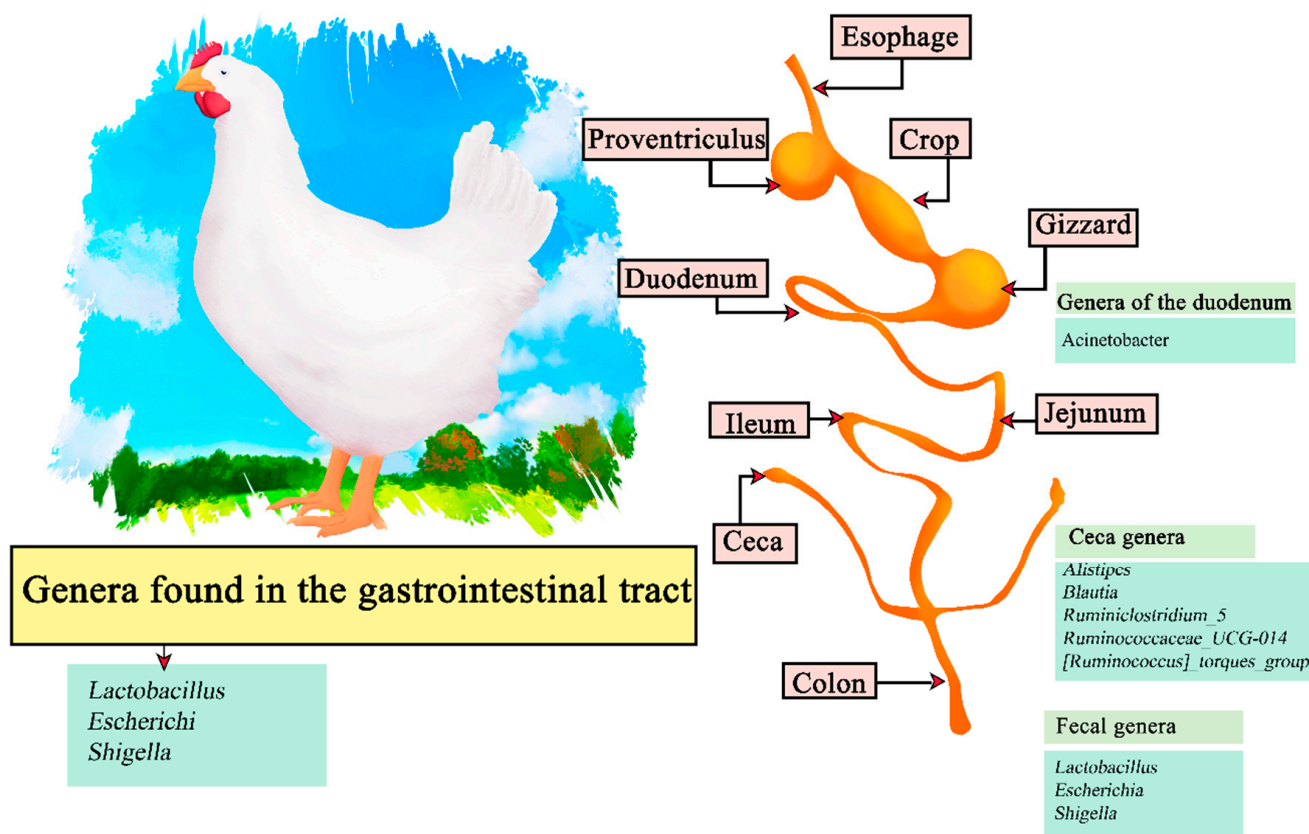 Esophage
Proventriculus
Crop
Gizzard
Duodenum
Genera of the duodenum
Acinetobacter
Ileum
Jejunum
Ceca
Ceca genera
Alistipes
Blautia
Ruminiclostridium_5
Ruminococcaceae_UCG-014
[Ruminococcus]_torques_group
Genera found in the gastrointestinal tract
Lactobacillus
Escherichi
Shigella
Colon
Fecal genera
Lactobacillus
Escherichia
Shigella